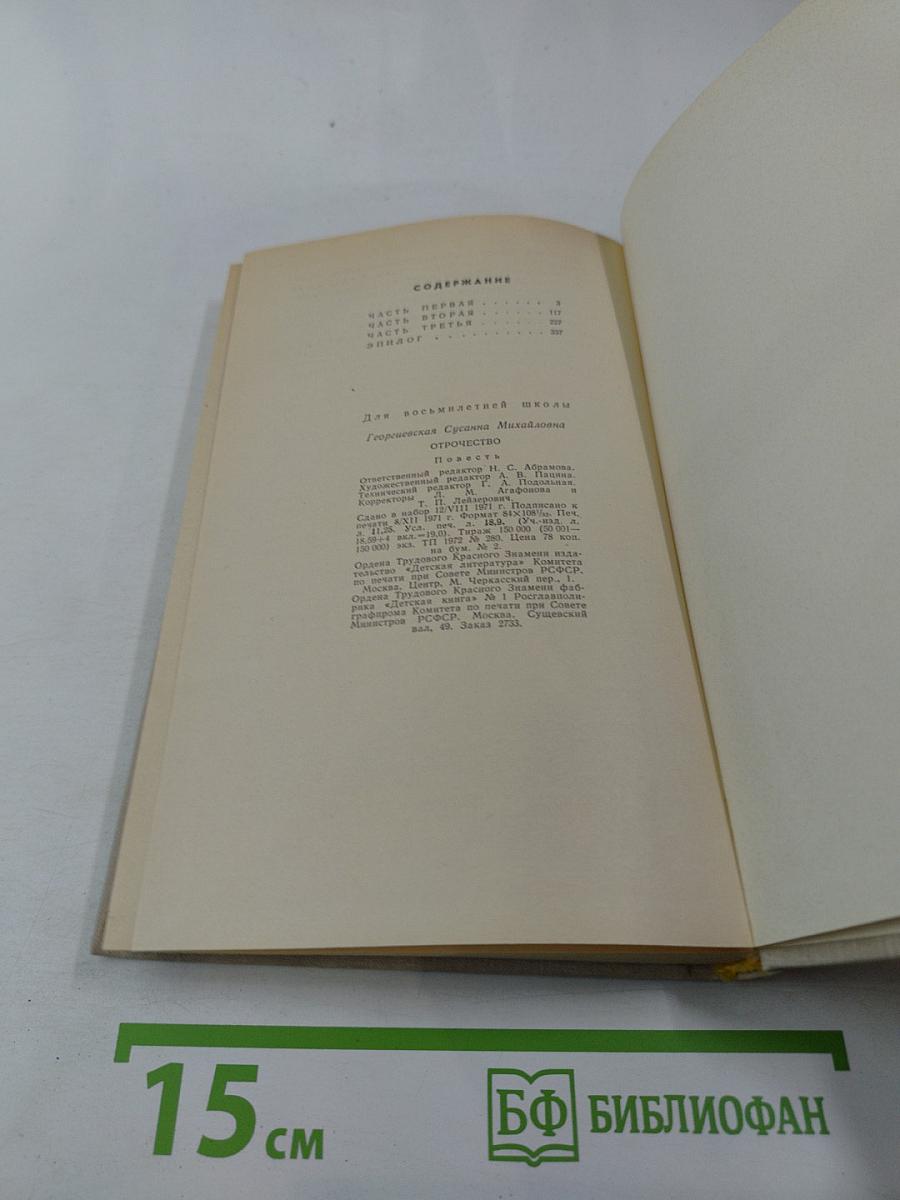 СОДЕРЖАНИЕ
ЧАСТЬ ПЕРВАЯ . . . . . . 3
ЧАСТЬ ВТОРАЯ . . . . . . 117
ЧАСТЬ ТРЕТЬЯ . . . . . . 227
ЭПИЛОГ . . . . . . . . . . 337
Для восьмилетней школы
Георгиевская Сусанна Михайловна
ОТРОЧЕСТВО
Повесть
Ответственный редактор Н. С. Абрамова.
Художественный редактор А. В. Пацина.
Технический редактор Г. А. Подольная.
Корректоры Л. М. Агафонова и
Т. П. Лейзерович.
Сдано в набор 12/VIII 1971 г. Подписано к
печати 8/XII 1971 г. Формат 84×108 1/32. Печ.
л 11,25. Усл. печ. л. 18,9. (Уч.-изд. л.
18,59+4 вкл.=19,0). Тираж 150 000 (50 001—
150 000) экз. ТП 1972 № 280. Цена 78 коп.
на бум. № 2.
Ордена Трудового Красного Знамени изда-
тельство «Детская литература» Комитета
по печати при Совете Министров РСФСР.
Москва, Центр, М. Черкасский пер., 1.
Ордена Трудового Красного Знамени фаб-
рика «Детская книга» № 1 Росглавполи-
графпрома Комитета по печати при Совете
Министров РСФСР. Москва, Сущевский
вал, 49. Заказ 2733.
15 см
БФ БИБЛИОФАН